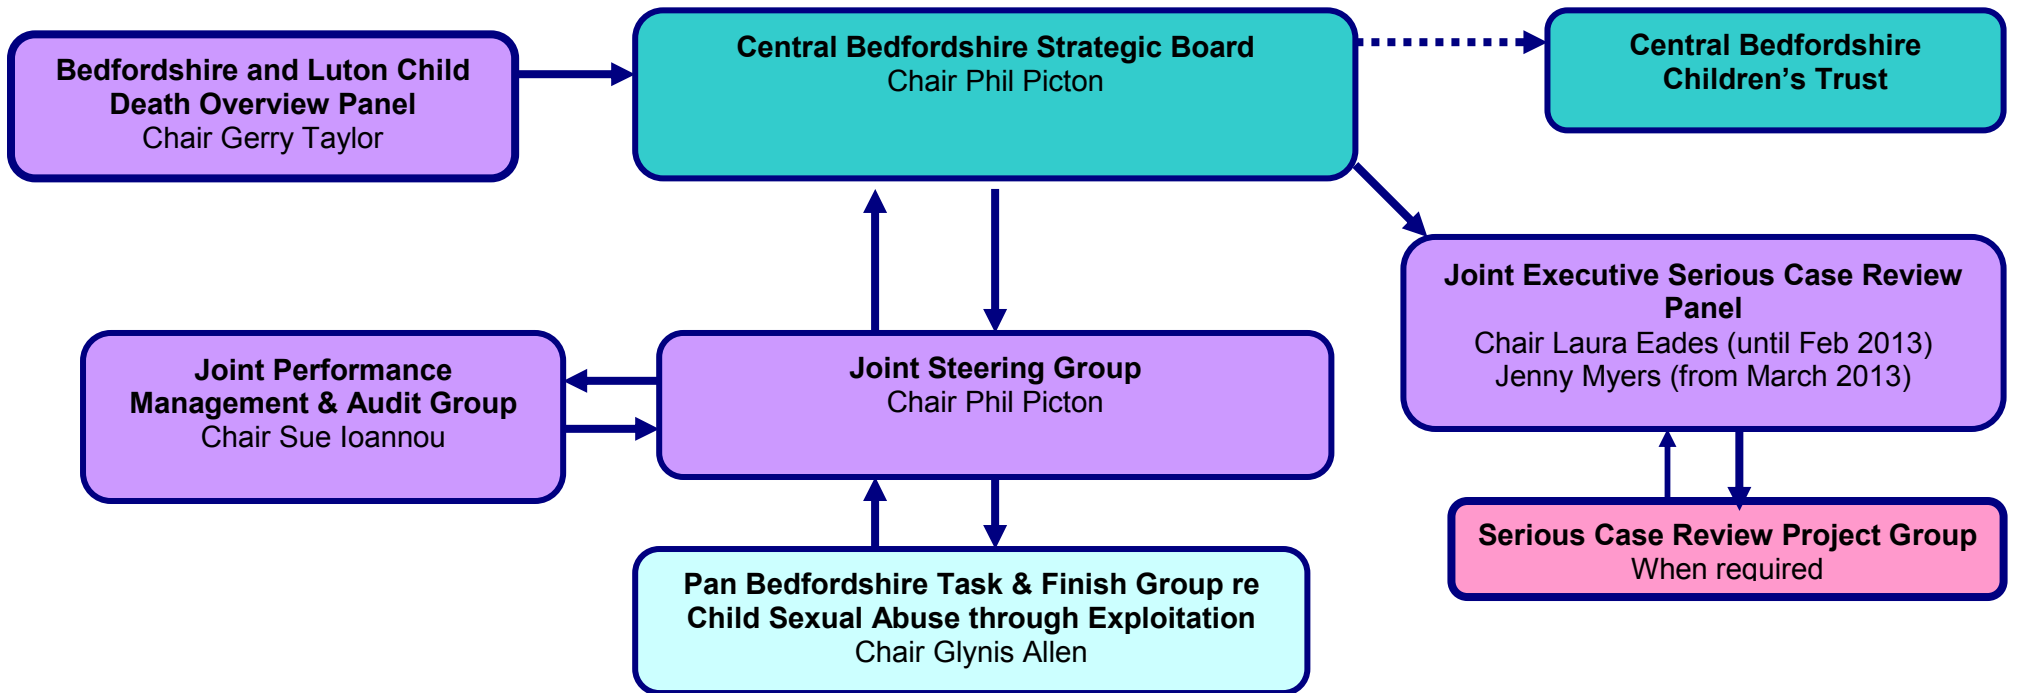 Bedfordshire and Luton Child
Death Overview Panel
Chair Gerry Taylor
Central Bedfordshire Strategic Board
Chair Phil Picton
Central Bedfordshire
Children’s Trust
Joint Executive Serious Case Review
Panel
Chair Laura Eades (until Feb 2013)
Jenny Myers (from March 2013)
Joint Performance
Management & Audit Group
Chair Sue Ioannou
Joint Steering Group
Chair Phil Picton
Serious Case Review Project Group
When required
Pan Bedfordshire Task & Finish Group re
Child Sexual Abuse through Exploitation
Chair Glynis Allen